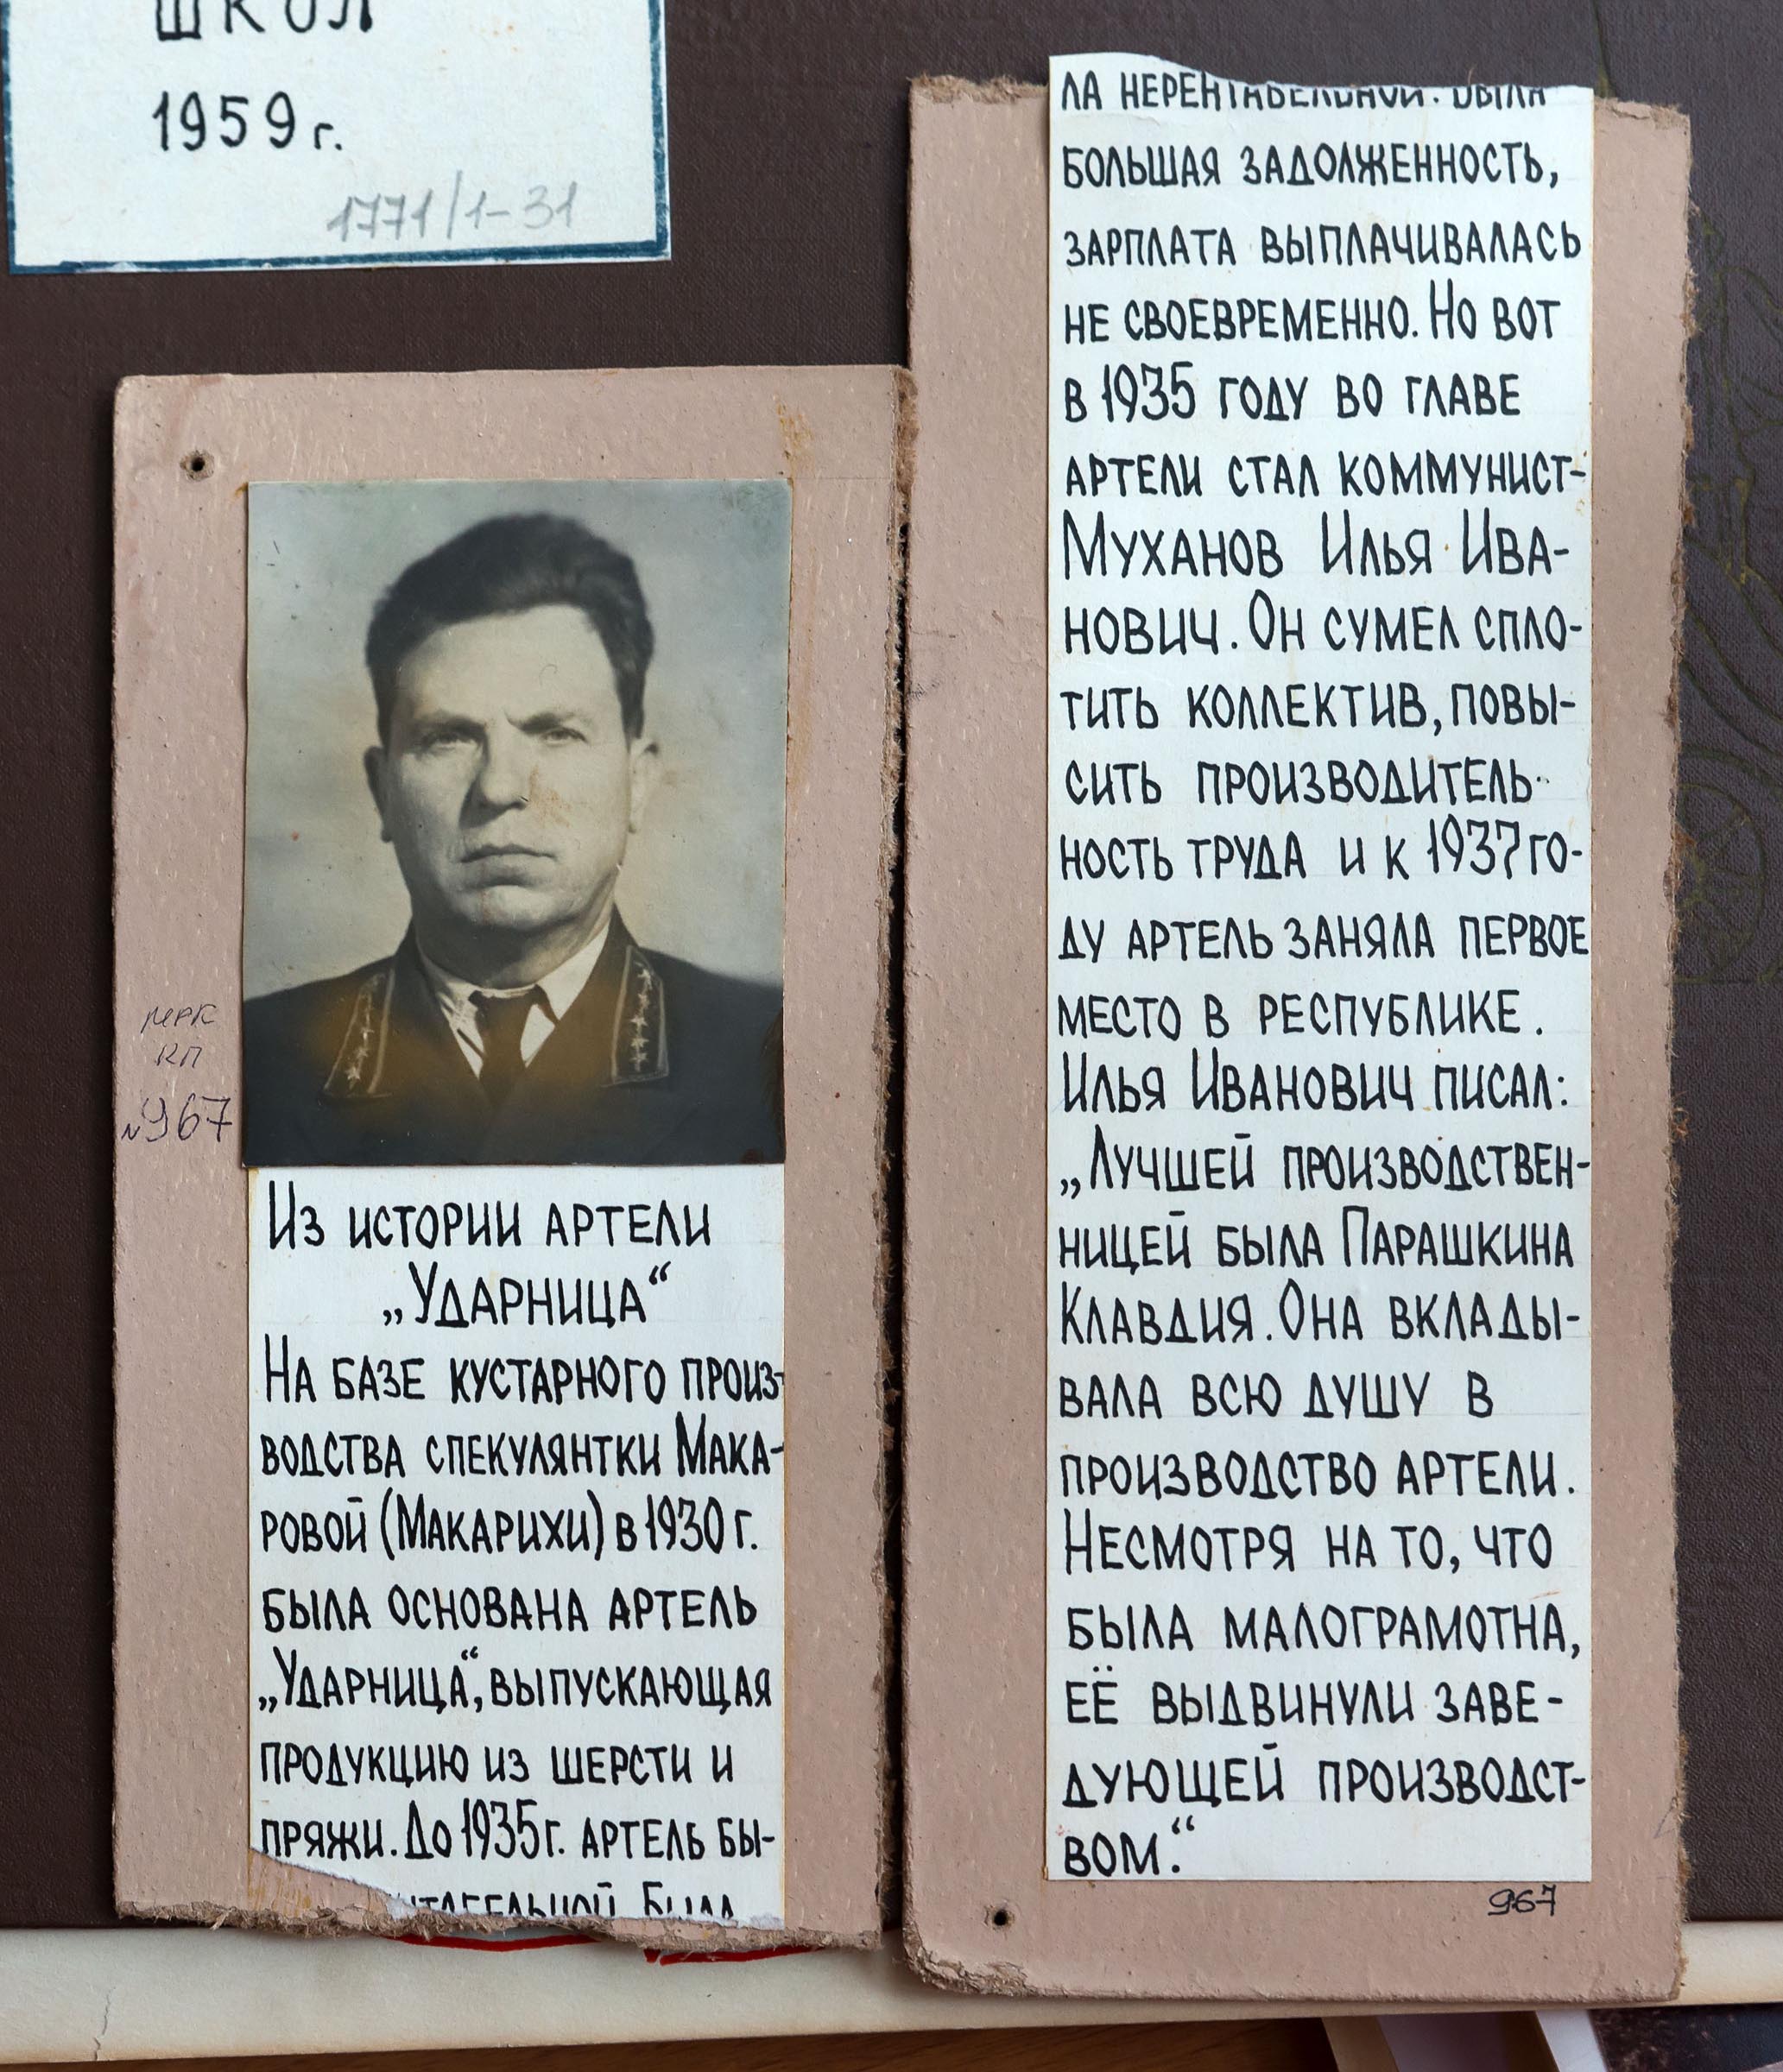 ШКОЛ
1959 г.
1771/1-31
КП
№967
Из истории артели
„Ударница“
На базе кустарного произ-
водства спекулянтки Мака-
ровой (Макарихи) в 1930 г.
была основана артель
„Ударница“, выпускающая
продукцию из шерсти и
пряжи. До 1935 г. артель бы-
ла нерентабельной. Была
большая задолженность,
зарплата выплачивалась
не своевременно. Но вот
в 1935 году во главе
артели стал коммунист-
Муханов Илья Ива-
нович. Он сумел спло-
тить коллектив, повы-
сить производитель-
ность труда и к 1937 го-
ду артель заняла первое
место в республике.
Илья Иванович писал:
„Лучшей производствен-
ницей была Парашкина
Клавдия. Она вклады-
вала всю душу в
производство артели.
Несмотря на то, что
была малограмотна,
её выдвинули заве-
дующей производст-
вом.“
967